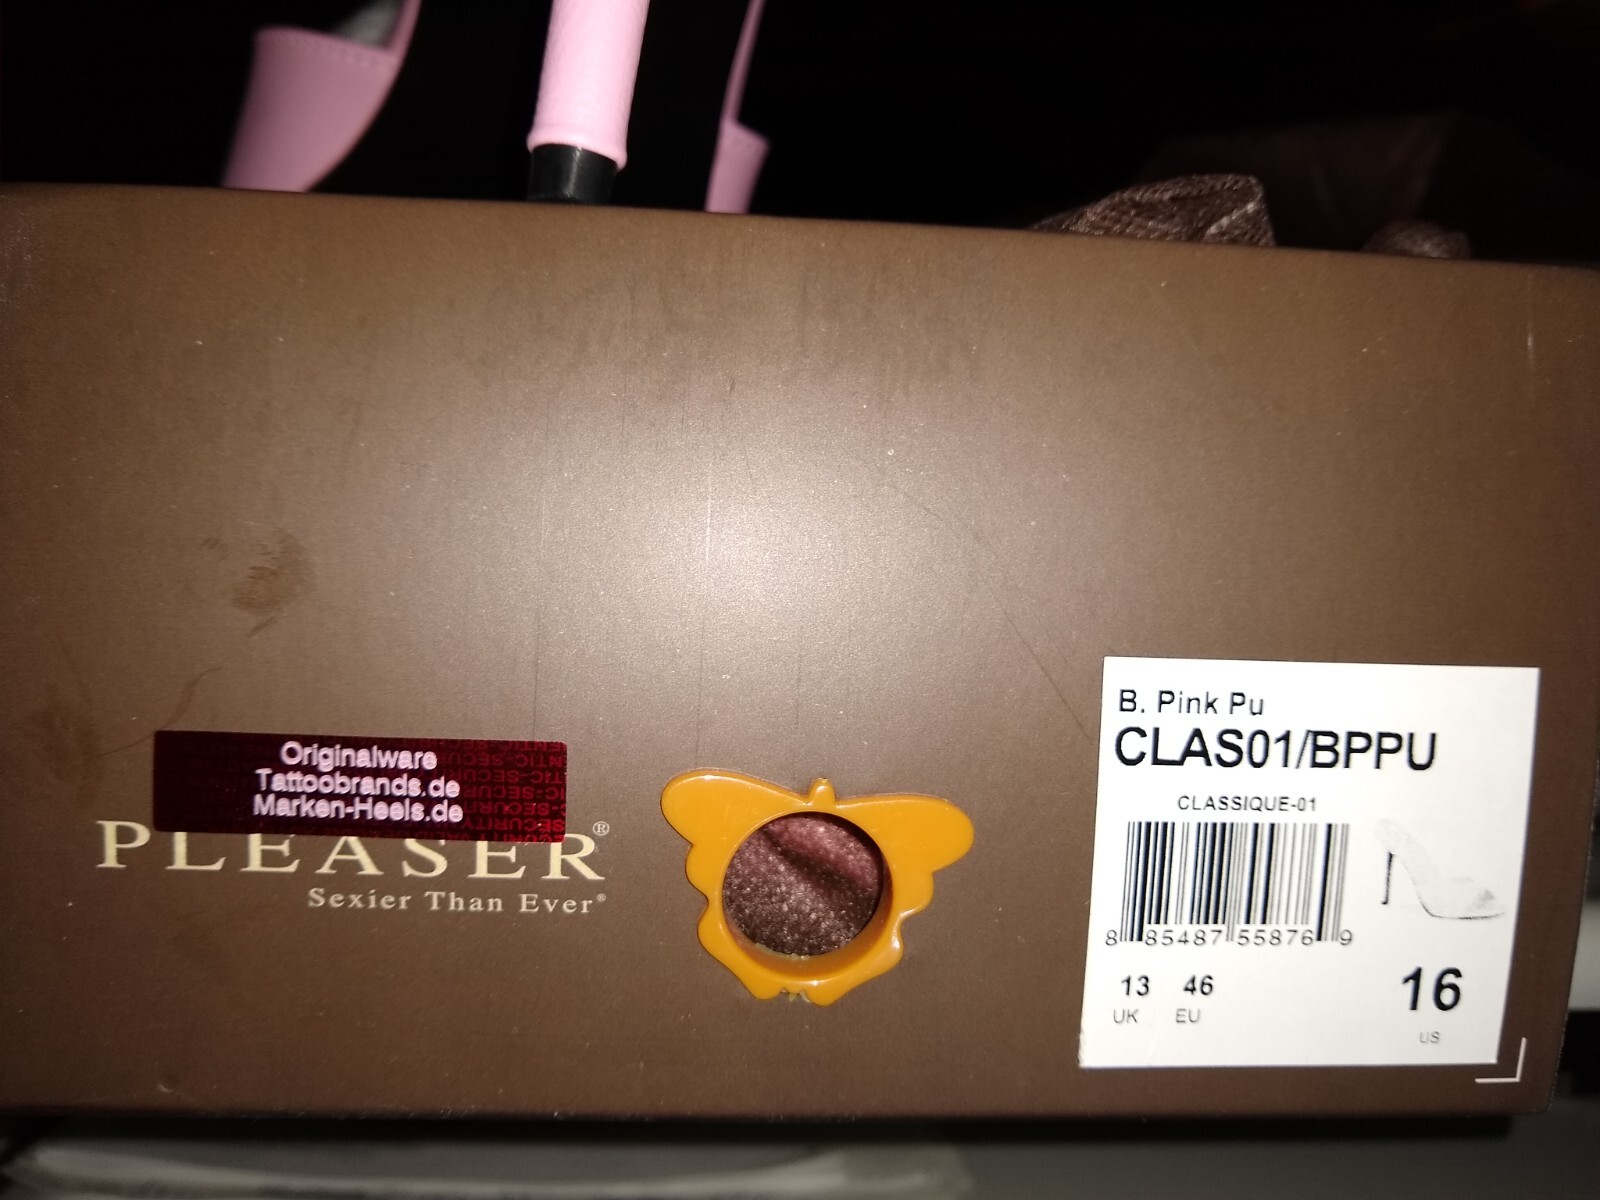 Originalware
Tattoobrands.de
Marken-Heels.de
PLEASER®
Sexier Than Ever®
B. Pink Pu
CLAS01/BPPU
CLASSIQUE-01
8 85487 55876 9
13 46 16
UK EU US